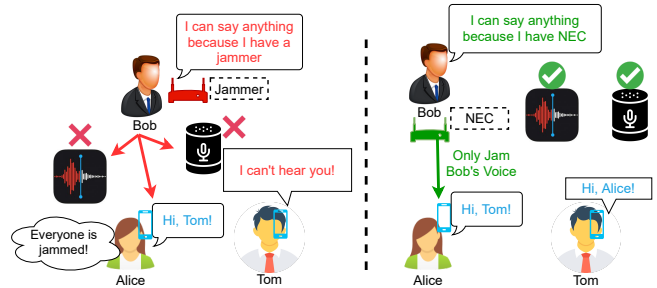 I can say anything
because I have a
jammer
Jammer
Bob
I can't hear you!
Hi, Tom!
Everyone is
jammed!
Alice
Tom
I can say anything
because I have NEC
Bob
NEC
Only Jam
Bob's Voice
Hi, Alice!
Hi, Tom!
Alice
Tom